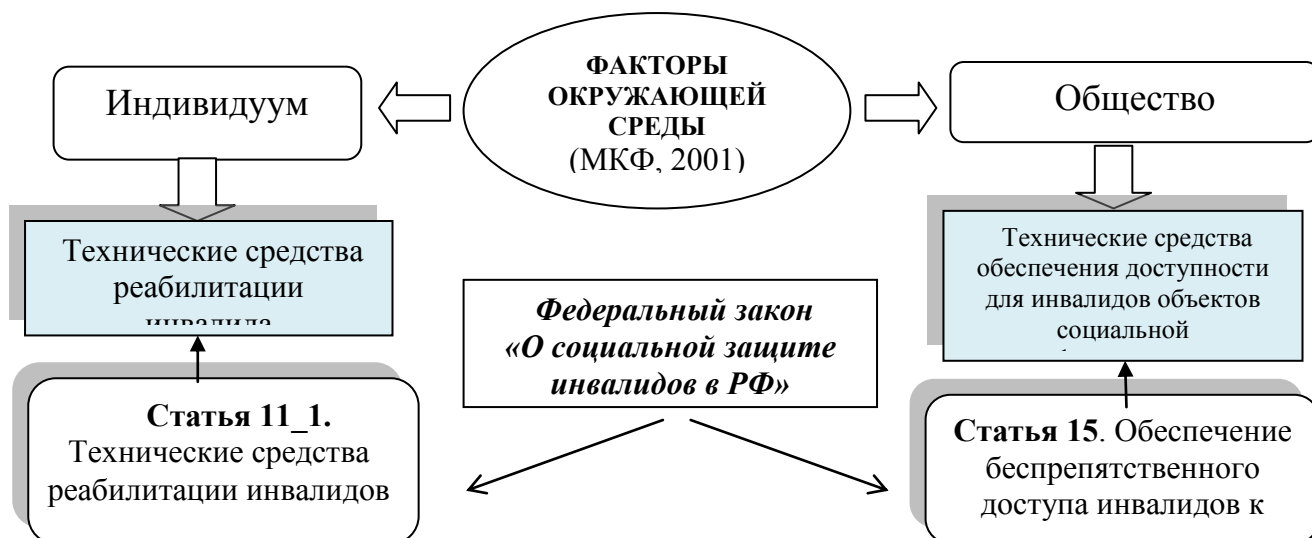 ФАКТОРЫ
ОКРУЖАЮЩЕЙ
СРЕДЫ
(МКФ, 2001)
Индивидуум
Общество
Технические средства
реабилитации
инвалида
Технические средства
обеспечения доступности
для инвалидов объектов
социальной
Федеральный закон
«О социальной защите
инвалидов в РФ»
Статья 11_1.
Технические средства
реабилитации инвалидов
Статья 15. Обеспечение
беспрепятственного
доступа инвалидов к